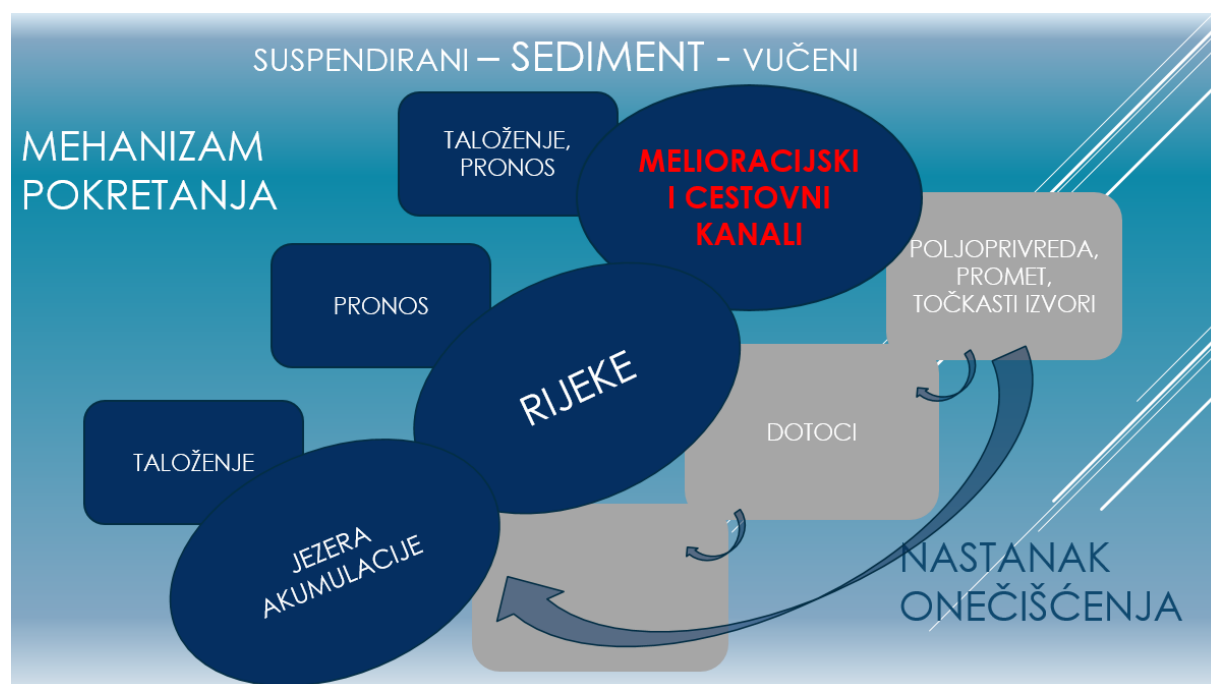 SUSPENDIRANI – SEDIMENT - VUČENI
MEHANIZAM
POKRETANJA
TALOŽENJE,
PRONOS
MELIORACIJSKI
I CESTOVNI
KANALI
POLJOPRIVREDA,
PROMET,
TOČKASTI IZVORI
PRONOS
RIJEKE
DOTOCI
TALOŽENJE
JEZERA
AKUMULACIJE
NASTANAK
ONEČIŠĆENJA